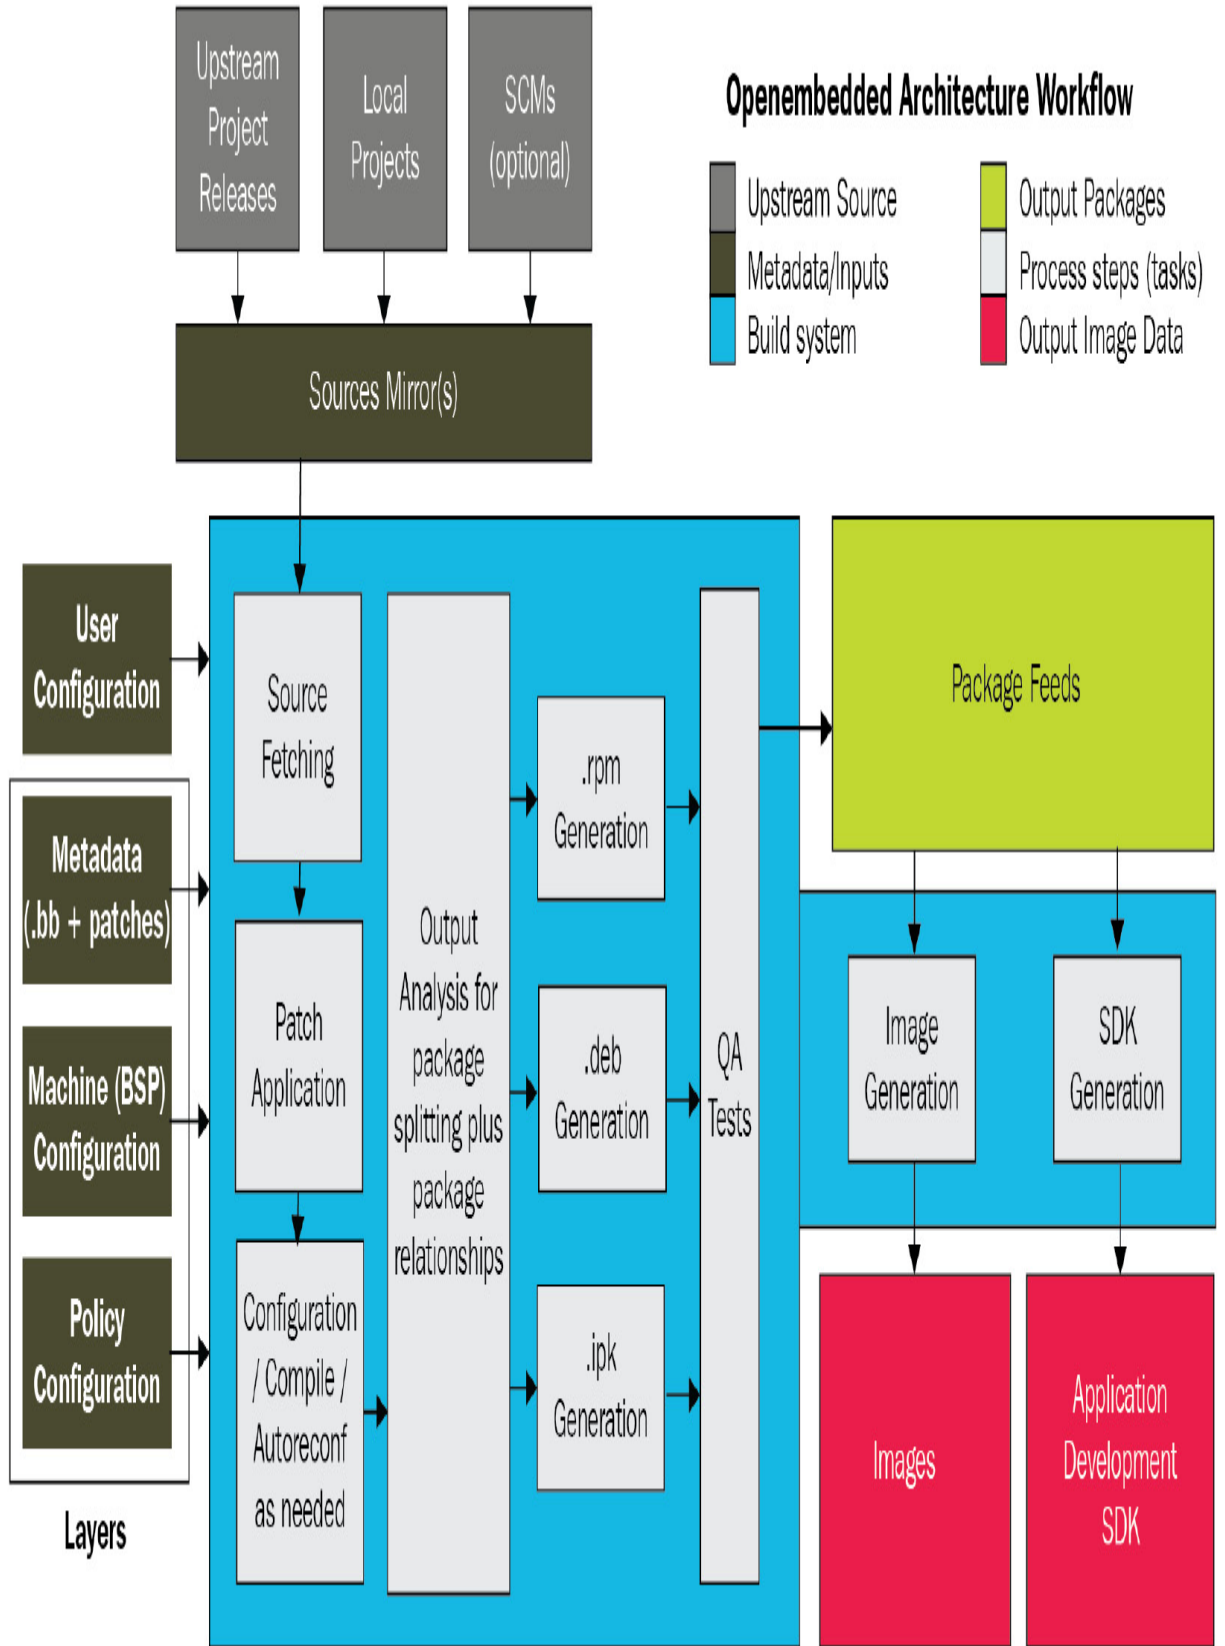 Upstream
Project
Releases
Local
Projects
SCMs
(optional)
Openembedded Architecture Workflow
Upstream Source
Metadata/Inputs
Build system
Output Packages
Process steps (tasks)
Output Image Data
Sources Mirror(s)
User
Configuration
Metadata
(.bb + patches)
Machine (BSP)
Configuration
Policy
Configuration
Layers
Source
Fetching
Patch
Application
Configuration
/ Compile /
Autoreconf
as needed
Output
Analysis for
package
splitting plus
package
relationships
.rpm
Generation
.deb
Generation
.ipk
Generation
QA
Tests
Package Feeds
Image
Generation
SDK
Generation
Images
Application
Development
SDK